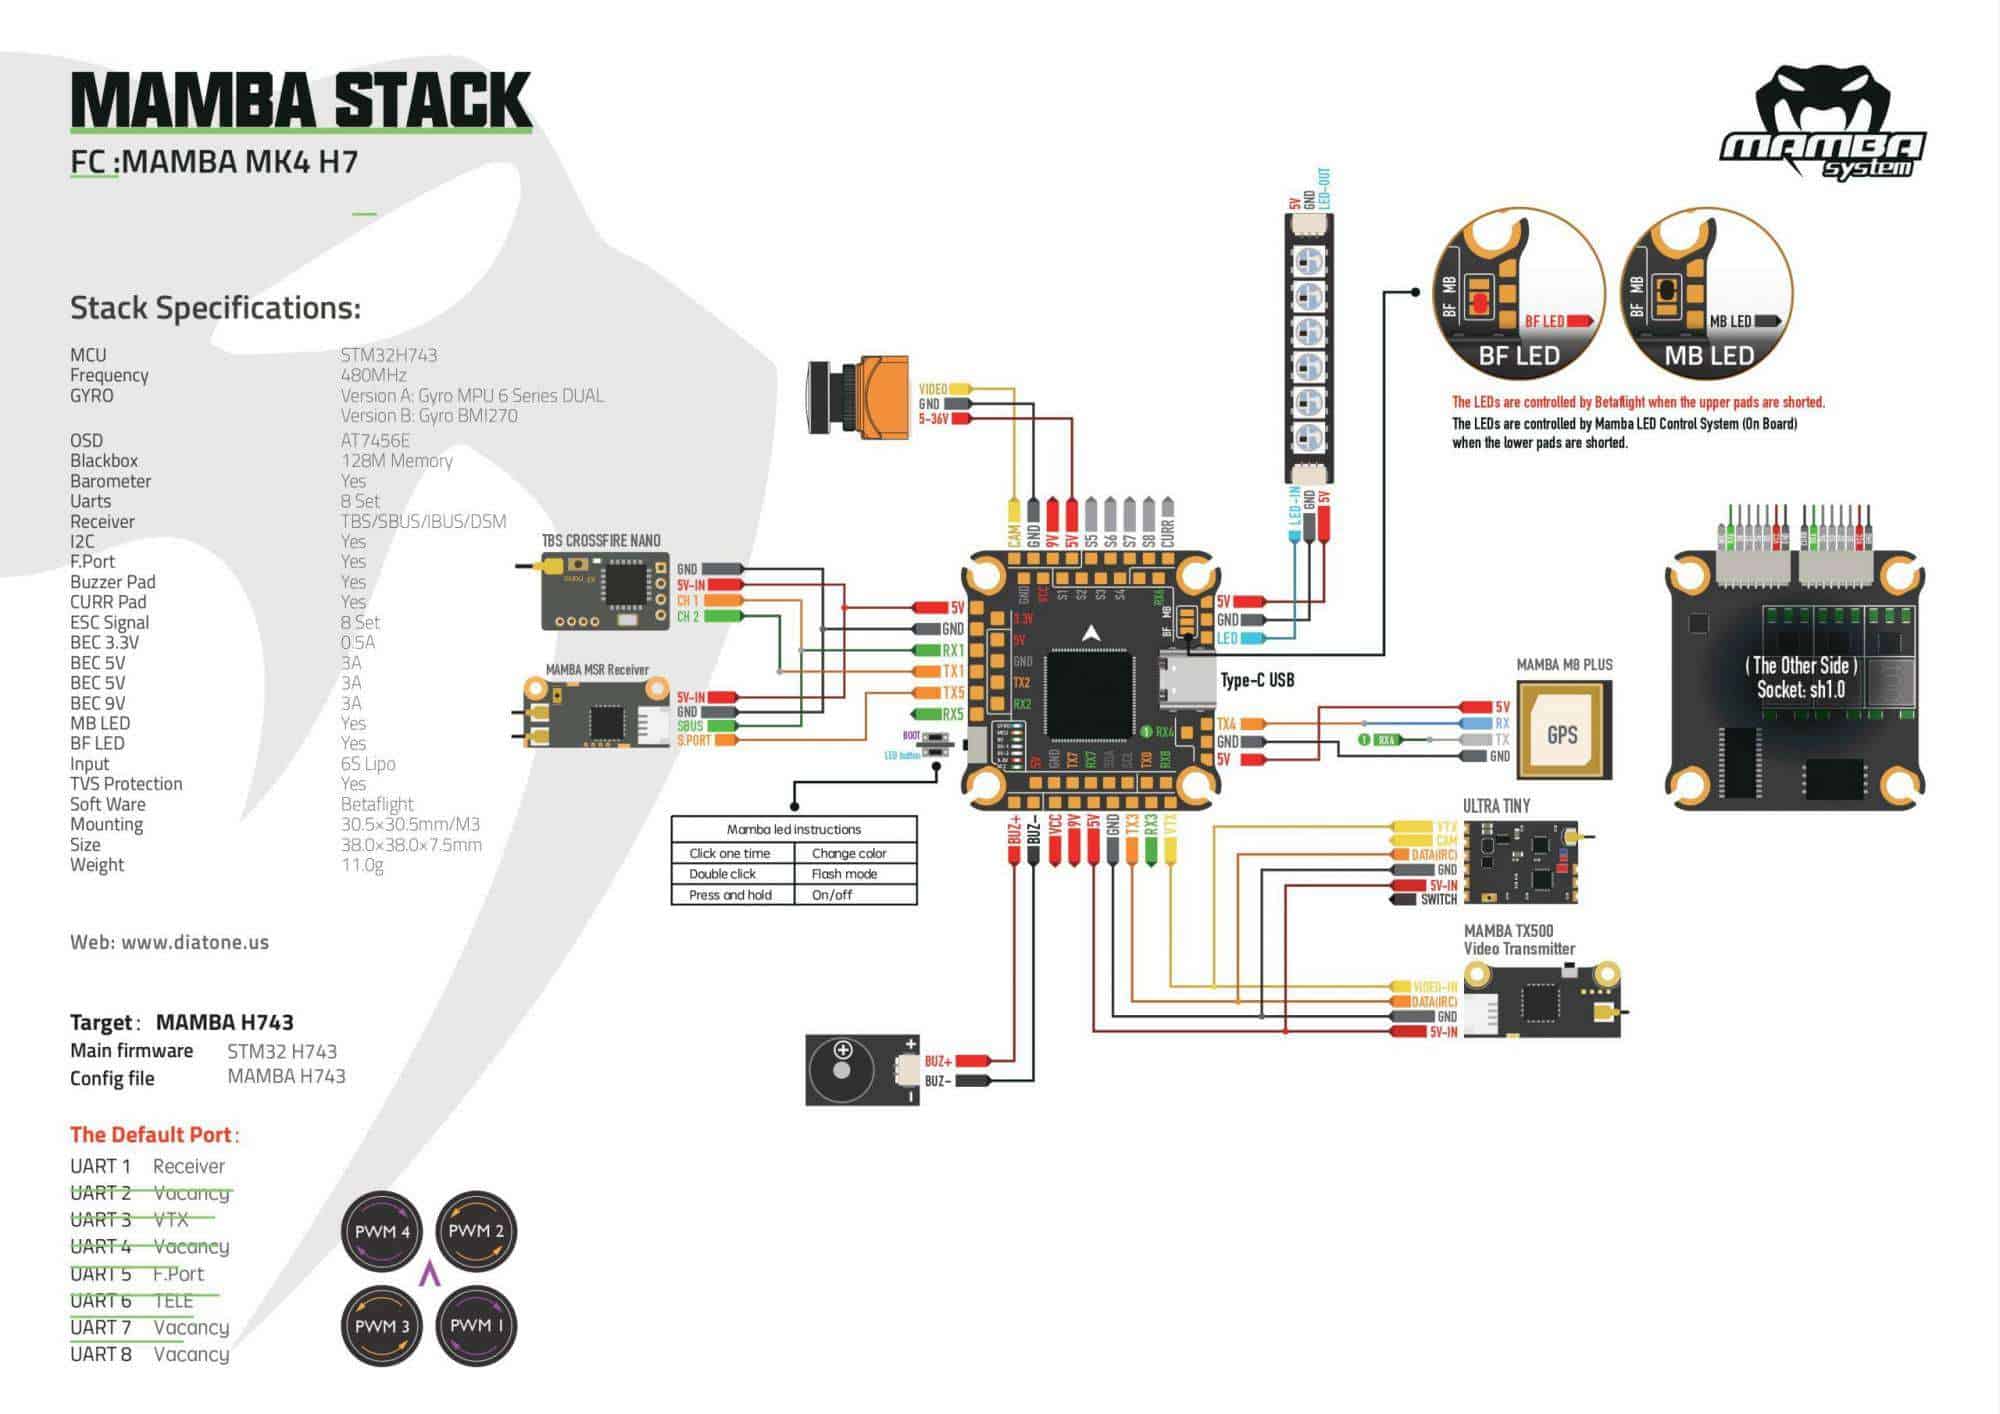 MAMBA STACK
FC :MAMBA MK4 H7
MAMBA
system
Stack Specifications:
MCU STM32H743
Frequency 480MHz
GYRO Version A: Gyro MPU 6 Series DUAL
Version B: Gyro BMI270
OSD AT7456E
Blackbox 128M Memory
Barometer Yes
Uarts 8 Set
Receiver TBS/SBUS/IBUS/DSM
I2C Yes
F.Port Yes
Buzzer Pad Yes
CURR Pad Yes
ESC Signal 8 Set
BEC 3.3V 0.5A
BEC 5V 3A
BEC 5V 3A
BEC 9V 3A
MB LED Yes
BF LED Yes
Input 6S Lipo
TVS Protection Yes
Soft Ware Betaflight
Mounting 30.5×30.5mm/M3
Size 38.0×38.0×7.5mm
Weight 11.0g
Web: www.diatone.us
Target: MAMBA H743
Main firmware STM32 H743
Config file MAMBA H743
The Default Port:
UART 1 Receiver
UART 2 Vacancy
UART 3 VTX
UART 4 Vacancy
UART 5 F.Port
UART 6 TELE
UART 7 Vacancy
UART 8 Vacancy
PWM 4
PWM 2
PWM 3
PWM 1
VIDEO
GND
5-36V
TBS CROSSFIRE NANO
GND
5V-IN
CH 1
CH 2
MAMBA MSR Receiver
5V-IN
GND
SBUS
S.PORT
5V
GND
RX1
TX1
TX5
RX5
BOOT
LED button
Mamba led instructions
Click one time Change color
Double click Flash mode
Press and hold On/off
CAM
GND
9V
5V
S5
S6
S7
S8
CURR
GND
VCC
S1
S2
S3
S4
RX6
3.3V
5V
GND
TX2
RX2
BF MB
1 RX4
5V
GND
TX7
RX7
SDA
SCL
TX8
RX8
BUZ+
BUZ-
VCC
9V
5V
GND
TX3
RX3
VTX
BUZ+
BUZ-
+
-
5V
GND
LED-OUT
LED-IN
GND
5V
5V
GND
LED
Type-C USB
TX4
GND
5V
BF MB
BF LED
BF LED
BF MB
MB LED
MB LED
The LEDs are controlled by Betaflight when the upper pads are shorted.
The LEDs are controlled by Mamba LED Control System (On Board)
when the lower pads are shorted.
MAMBA M8 PLUS
5V
RX
TX
GND
1 RX4
GPS
( The Other Side )
Socket: sh1.0
ULTRA TINY
VTX
CAM
DATA(IRC)
GND
5V-IN
SWITCH
MAMBA TX500
Video Transmitter
VIDEO-IN
DATA(IRC)
GND
5V-IN